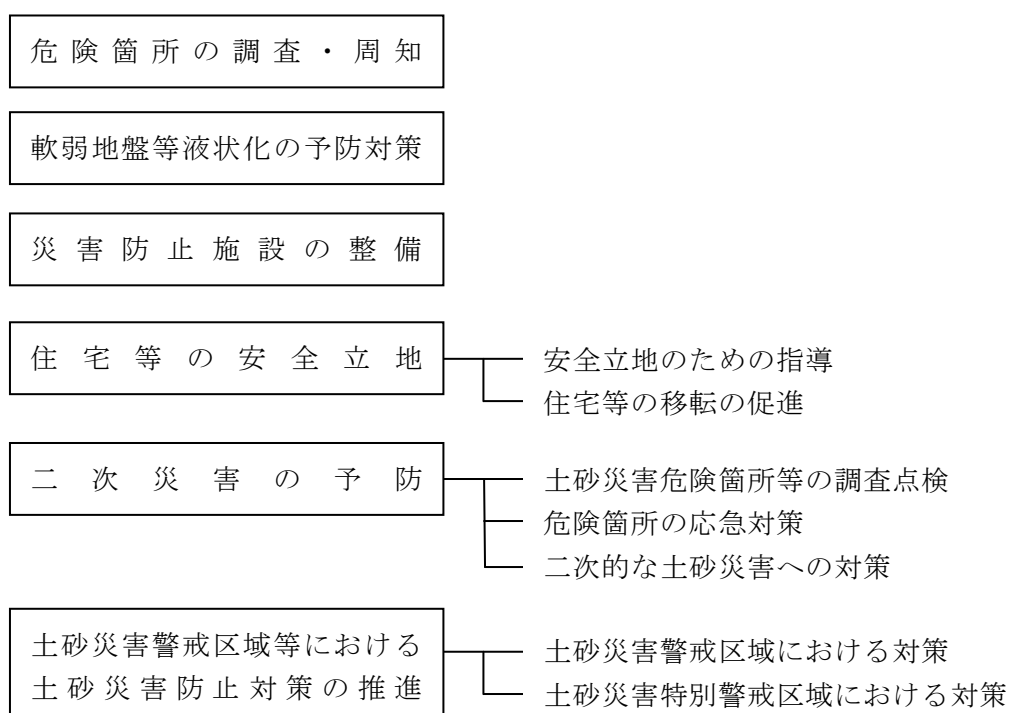 危険箇所の調査・周知
軟弱地盤等液状化の予防対策
災害防止施設の整備
住宅等の安全立地
安全立地のための指導
住宅等の移転の促進
二次災害の予防
土砂災害危険箇所等の調査点検
危険箇所の応急対策
二次的な土砂災害への対策
土砂災害警戒区域等における
土砂災害防止対策の推進
土砂災害警戒区域における対策
土砂災害特別警戒区域における対策